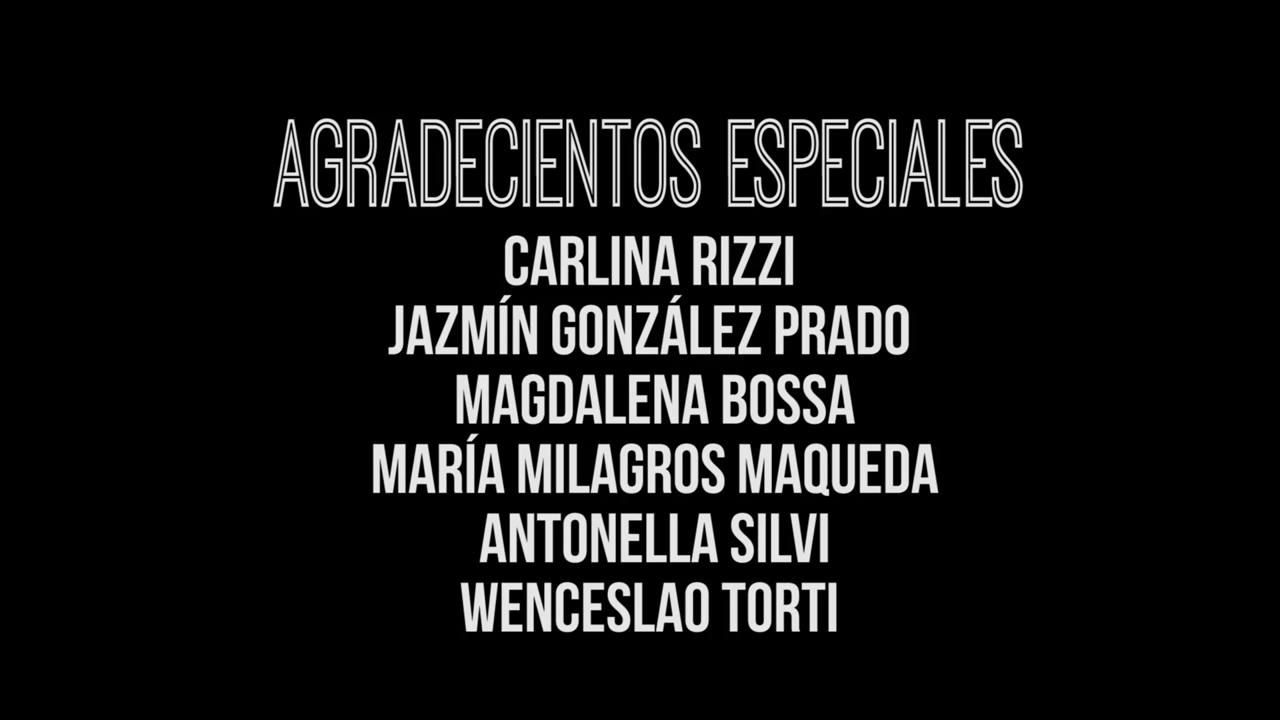 AGRADECIENTOS ESPECIALES
CARLINA RIZZI
JAZMÍN GONZÁLEZ PRADO
MAGDALENA BOSSA
MARÍA MILAGROS MAQUEDA
ANTONELLA SILVI
WENCESLAO TORTI